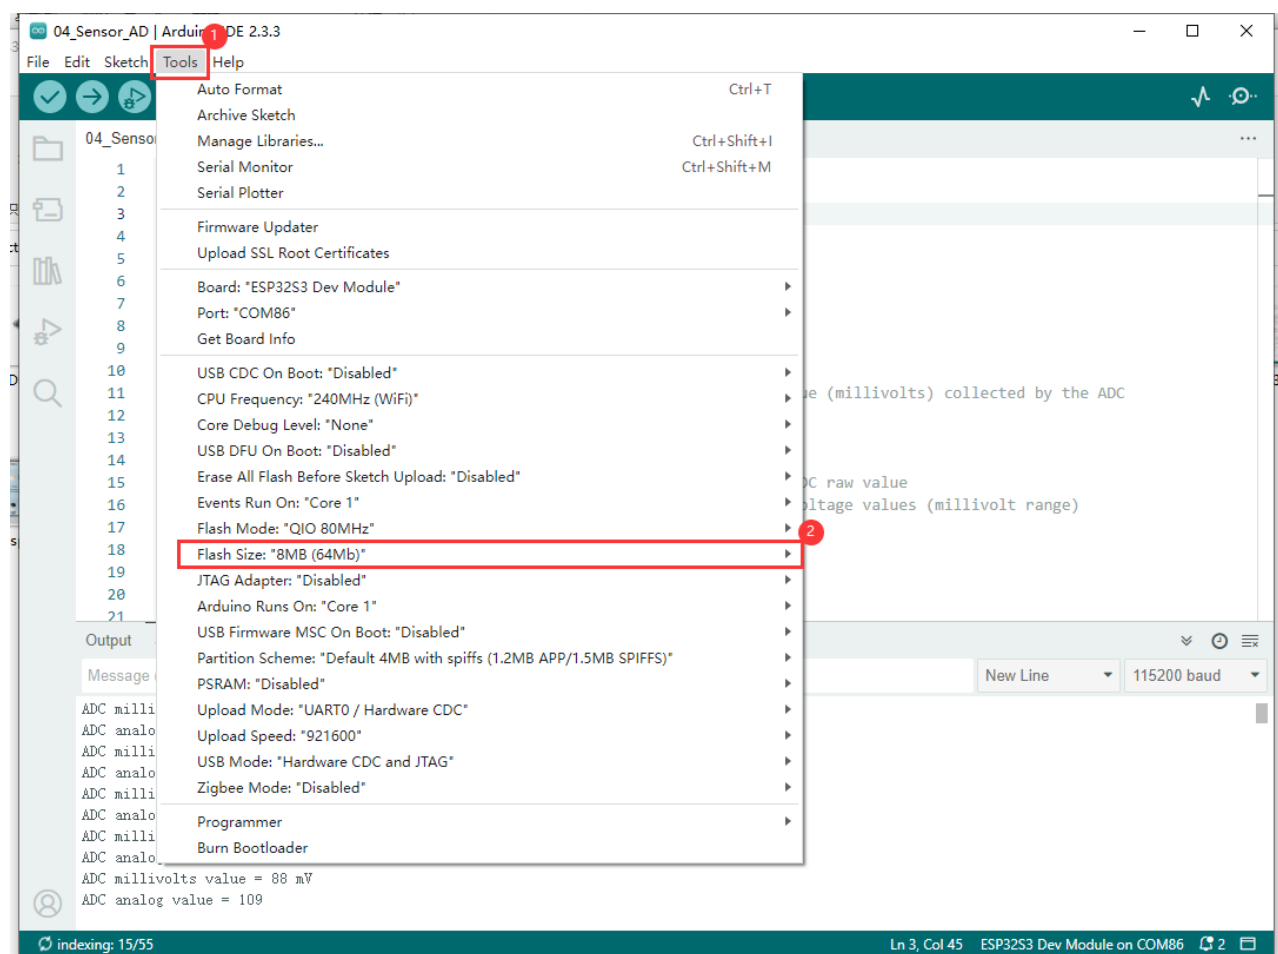 04_Sensor_AD | Arduin DE 2.3.3
1
File Edit Sketch Tools Help
Auto Format Ctrl+T
Archive Sketch
04_Senso
Manage Libraries... Ctrl+Shift+I
Serial Monitor Ctrl+Shift+M
Serial Plotter
Firmware Updater
Upload SSL Root Certificates
Board: "ESP32S3 Dev Module"
Port: "COM86"
Get Board Info
USB CDC On Boot: "Disabled"
CPU Frequency: "240MHz (WiFi)"
Core Debug Level: "None"
USB DFU On Boot: "Disabled"
Erase All Flash Before Sketch Upload: "Disabled"
Events Run On: "Core 1"
Flash Mode: "QIO 80MHz"
2
Flash Size: "8MB (64Mb)"
JTAG Adapter: "Disabled"
Arduino Runs On: "Core 1"
USB Firmware MSC On Boot: "Disabled"
Partition Scheme: "Default 4MB with spiffs (1.2MB APP/1.5MB SPIFFS)"
PSRAM: "Disabled"
Upload Mode: "UART0 / Hardware CDC"
Upload Speed: "921600"
USB Mode: "Hardware CDC and JTAG"
Zigbee Mode: "Disabled"
Programmer
Burn Bootloader
1
2
3
4
5
6
7
8
9
10
11 ue (millivolts) collected by the ADC
12
13
14
15 DC raw value
16 oltage values (millivolt range)
17
18
19
20
21
Output
Message New Line 115200 baud
ADC milli
ADC analo
ADC milli
ADC analo
ADC milli
ADC analo
ADC milli
ADC analo
ADC millivolts value = 88 mV
ADC analog value = 109
indexing: 15/55 Ln 3, Col 45 ESP32S3 Dev Module on COM86 2